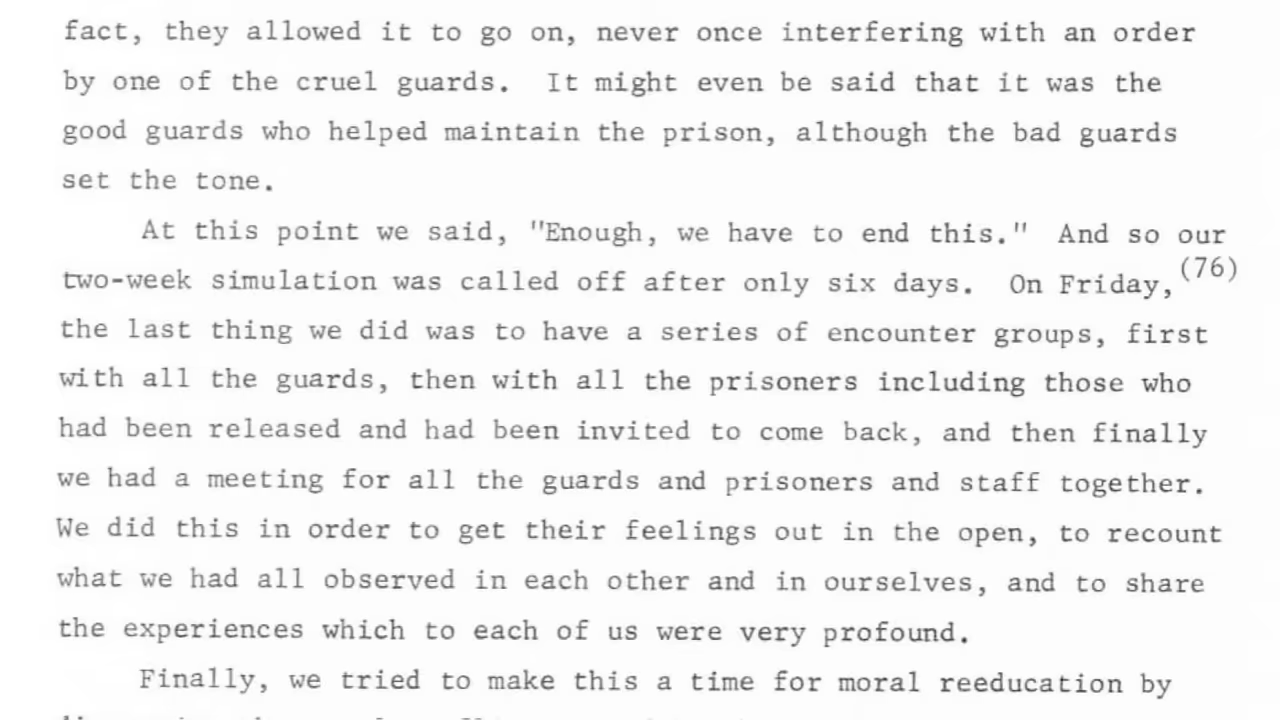 fact, they allowed it to go on, never once interfering with an order
by one of the cruel guards.  It might even be said that it was the
good guards who helped maintain the prison, although the bad guards
set the tone.
At this point we said, "Enough, we have to end this."  And so our
two-week simulation was called off after only six days.  On Friday, (76)
the last thing we did was to have a series of encounter groups, first
with all the guards, then with all the prisoners including those who
had been released and had been invited to come back, and then finally
we had a meeting for all the guards and prisoners and staff together.
We did this in order to get their feelings out in the open, to recount
what we had all observed in each other and in ourselves, and to share
the experiences which to each of us were very profound.
Finally, we tried to make this a time for moral reeducation by